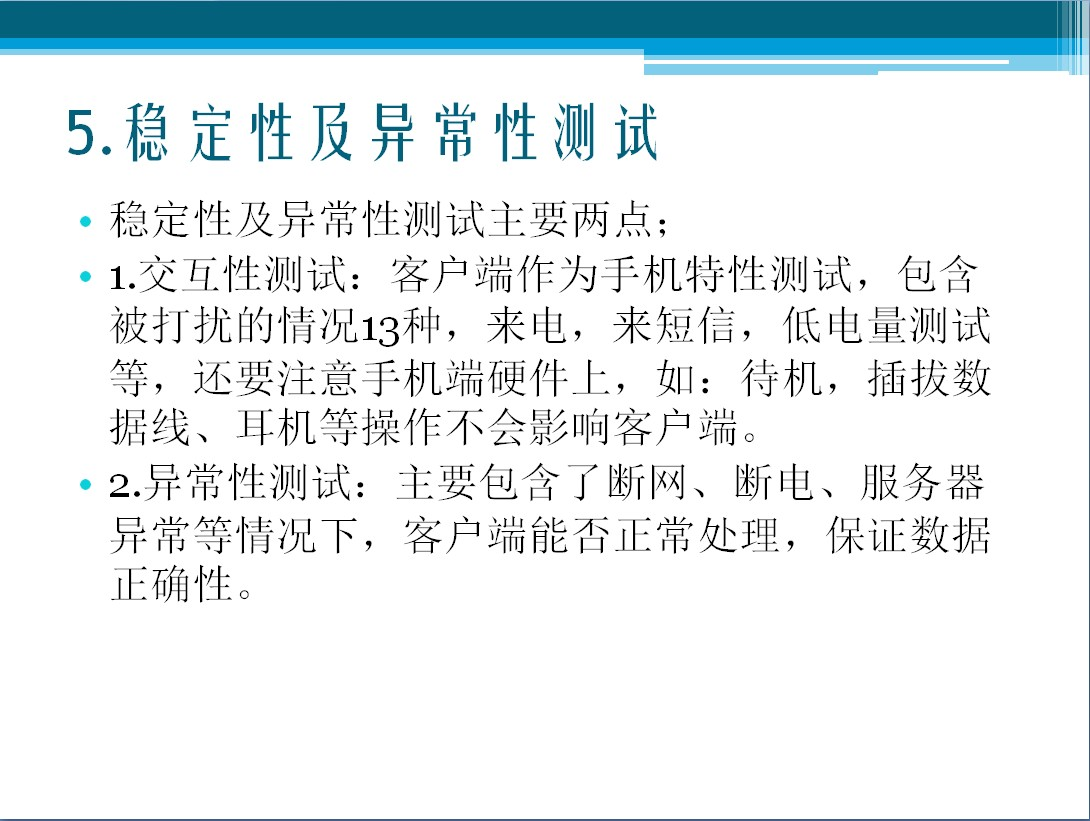 5.稳定性及异常性测试
• 稳定性及异常性测试主要两点；
• 1.交互性测试：客户端作为手机特性测试，包含
被打扰的情况13种，来电，来短信，低电量测试
等，还要注意手机端硬件上，如：待机，插拔数
据线、耳机等操作不会影响客户端。
• 2.异常性测试：主要包含了断网、断电、服务器
异常等情况下，客户端能否正常处理，保证数据
正确性。